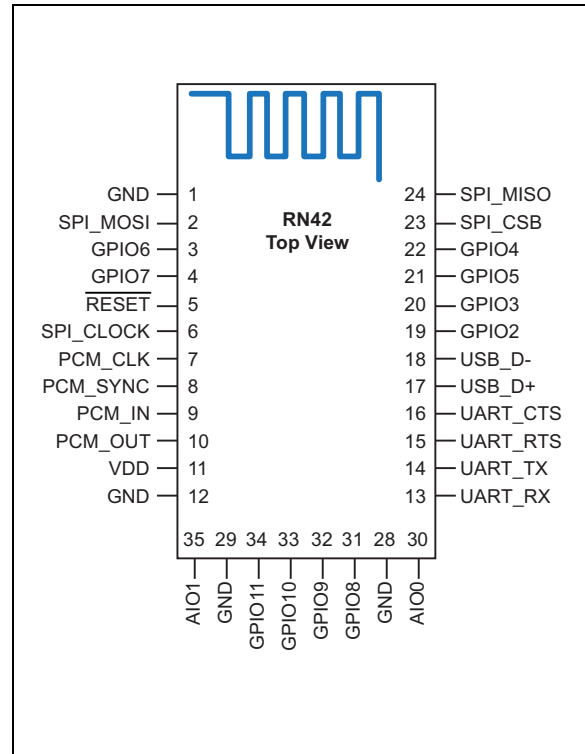 GND 1
SPI_MOSI 2
GPIO6 3
GPIO7 4
RESET 5
SPI_CLOCK 6
PCM_CLK 7
PCM_SYNC 8
PCM_IN 9
PCM_OUT 10
VDD 11
GND 12
RN42
Top View
24 SPI_MISO
23 SPI_CSB
22 GPIO4
21 GPIO5
20 GPIO3
19 GPIO2
18 USB_D-
17 USB_D+
16 UART_CTS
15 UART_RTS
14 UART_TX
13 UART_RX
35 29 34 33 32 31 28 30
AIO1
GND
GPIO11
GPIO10
GPIO9
GPIO8
GND
AIO0